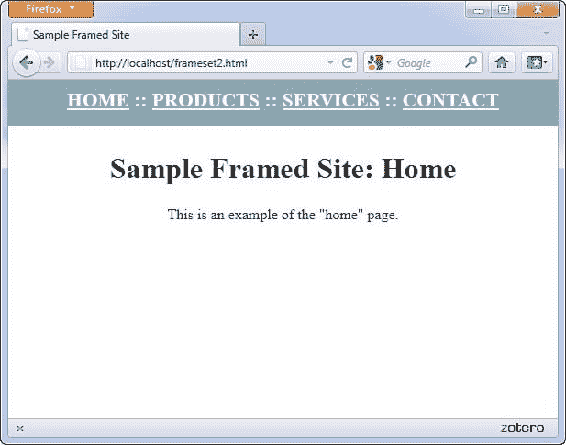 Firefox
Sample Framed Site
http://localhost/frameset2.html
Google
HOME :: PRODUCTS :: SERVICES :: CONTACT
Sample Framed Site: Home
This is an example of the "home" page.
zotero